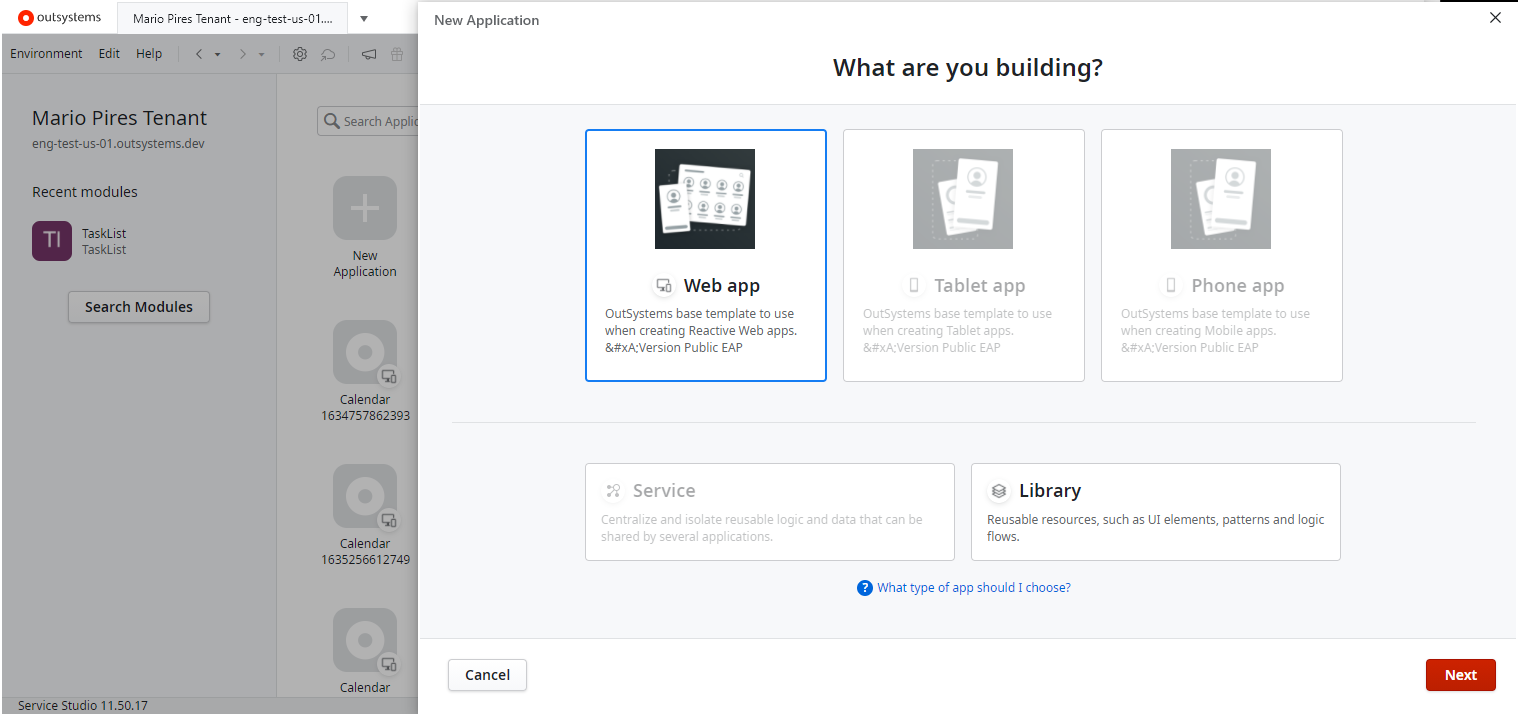 outsystems
Mario Pires Tenant - eng-test-us-01....
Environment Edit Help
Mario Pires Tenant
eng-test-us-01.outsystems.dev
Recent modules
TI
TaskList
TaskList
Search Modules
Search Applic
New
Application
Calendar
1634757862393
Calendar
1635256612749
Calendar
Service Studio 11.50.17
New Application
What are you building?
Web app
OutSystems base template to use
when creating Reactive Web apps.
&#xA;Version Public EAP
Tablet app
OutSystems base template to use
when creating Tablet apps.
&#xA;Version Public EAP
Phone app
OutSystems base template to use
when creating Mobile apps.
&#xA;Version Public EAP
Service
Centralize and isolate reusable logic and data that can be
shared by several applications.
Library
Reusable resources, such as UI elements, patterns and logic
flows.
? What type of app should I choose?
Cancel
Next